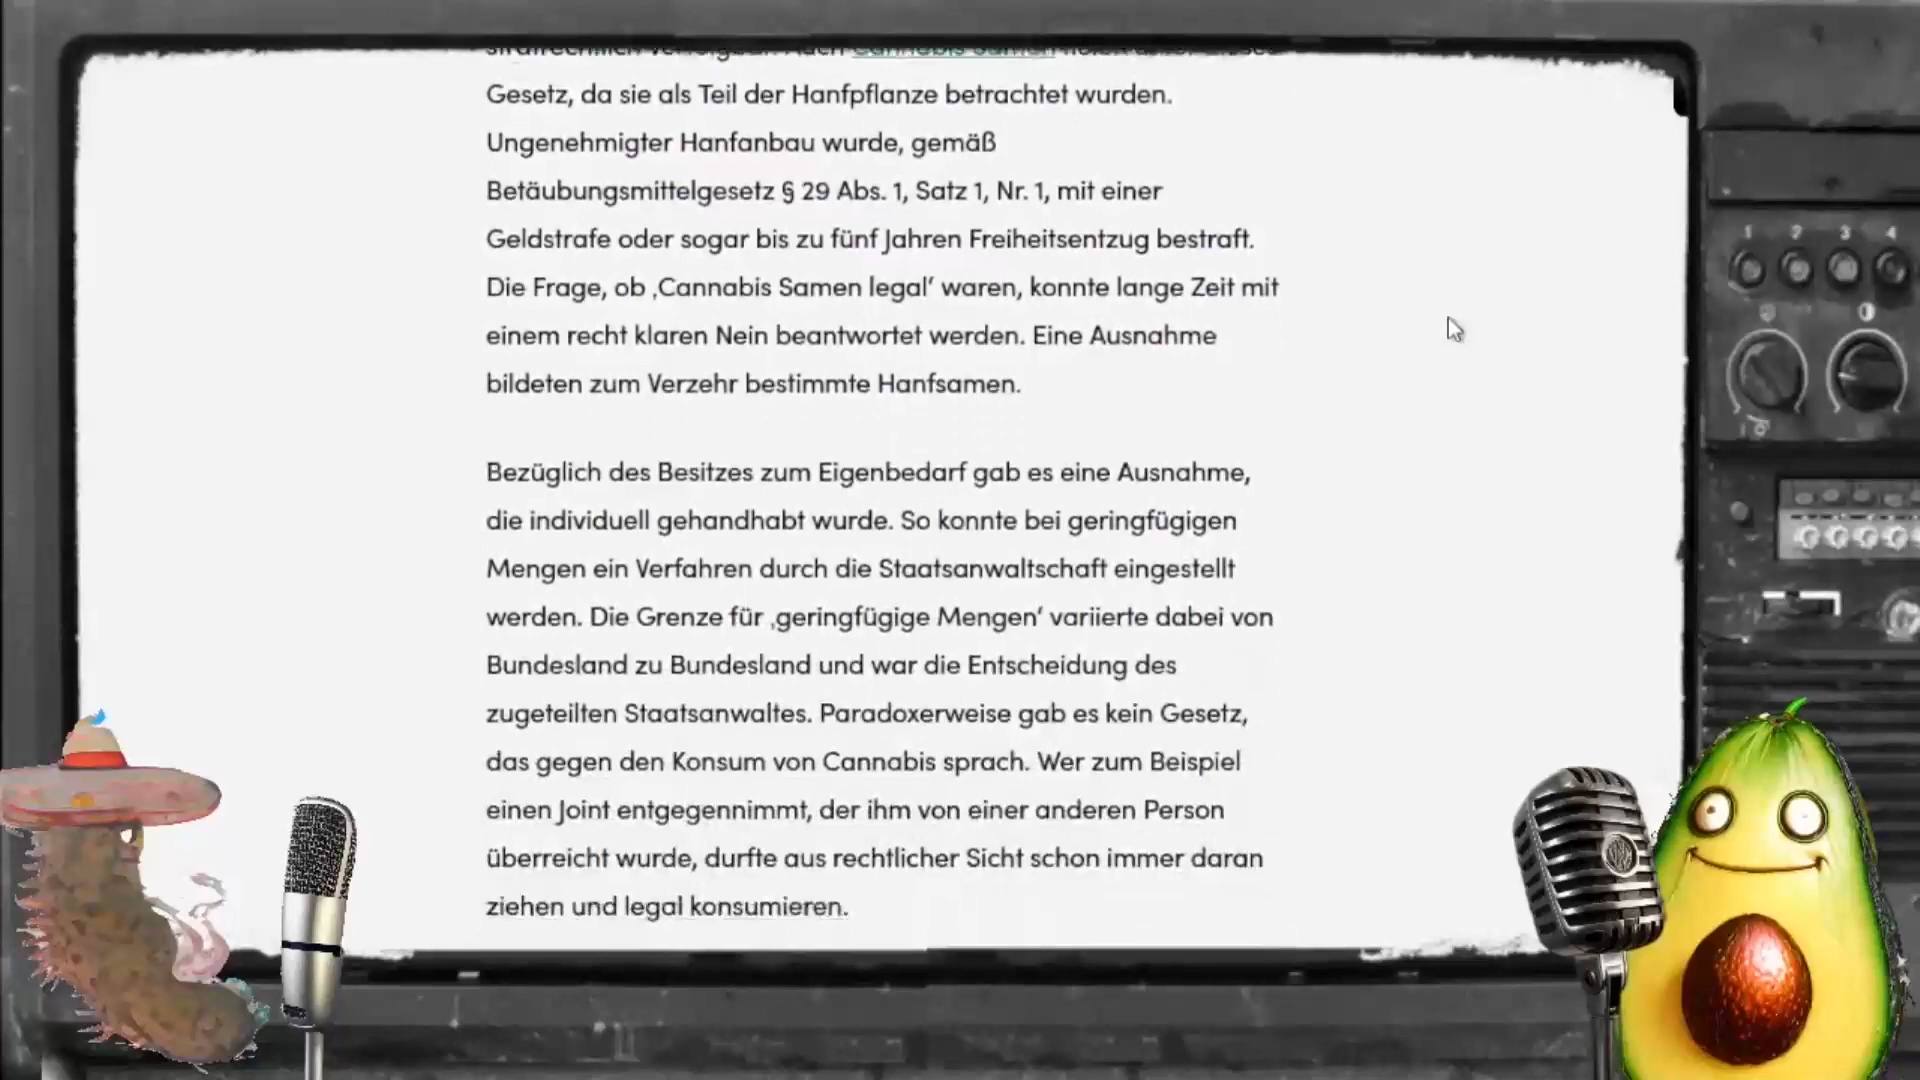 Cannabis Samen
Gesetz, da sie als Teil der Hanfpflanze betrachtet wurden.
Ungenehmigter Hanfanbau wurde, gemäß
Betäubungsmittelgesetz § 29 Abs. 1, Satz 1, Nr. 1, mit einer
Geldstrafe oder sogar bis zu fünf Jahren Freiheitsentzug bestraft.
Die Frage, ob ‚Cannabis Samen legal‘ waren, konnte lange Zeit mit
einem recht klaren Nein beantwortet werden. Eine Ausnahme
bildeten zum Verzehr bestimmte Hanfsamen.
Bezüglich des Besitzes zum Eigenbedarf gab es eine Ausnahme,
die individuell gehandhabt wurde. So konnte bei geringfügigen
Mengen ein Verfahren durch die Staatsanwaltschaft eingestellt
werden. Die Grenze für ‚geringfügige Mengen‘ variierte dabei von
Bundesland zu Bundesland und war die Entscheidung des
zugeteilten Staatsanwaltes. Paradoxerweise gab es kein Gesetz,
das gegen den Konsum von Cannabis sprach. Wer zum Beispiel
einen Joint entgegennimmt, der ihm von einer anderen Person
überreicht wurde, durfte aus rechtlicher Sicht schon immer daran
ziehen und legal konsumieren.
1 2 3 4